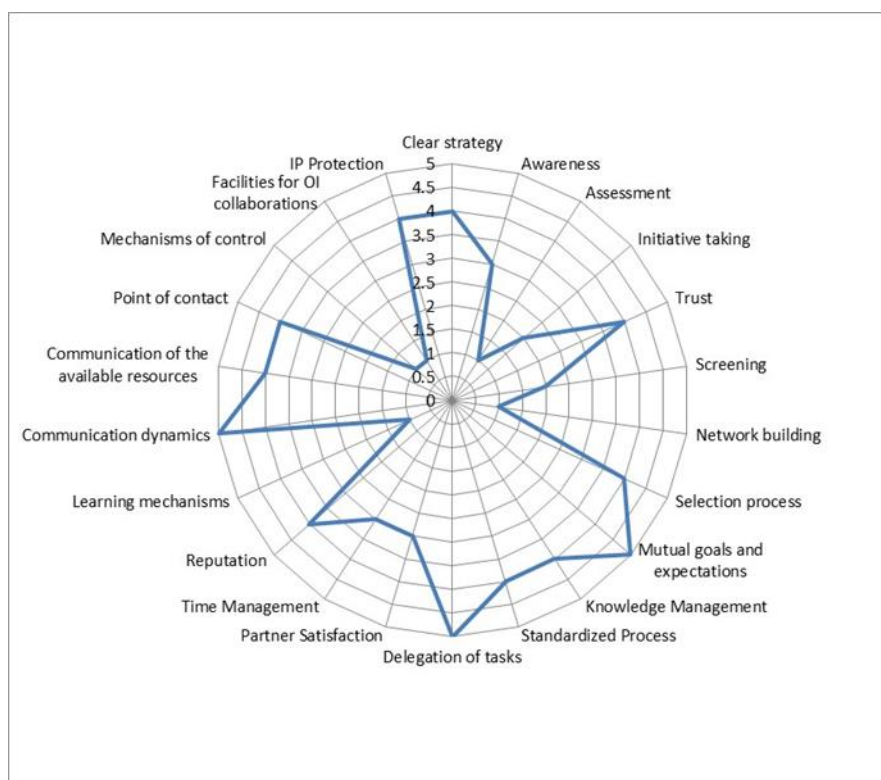 Clear strategy
Awareness
Assessment
Initiative taking
Trust
Screening
Network building
Selection process
Mutual goals and
expectations
Knowledge Management
Standardized Process
Delegation of tasks
Partner Satisfaction
Time Management
Reputation
Learning mechanisms
Communication dynamics
Communication of the
available resources
Point of contact
Mechanisms of control
Facilities for OI
collaborations
IP Protection
5
4.5
4
3.5
3
2.5
2
1.5
1
0.5
0